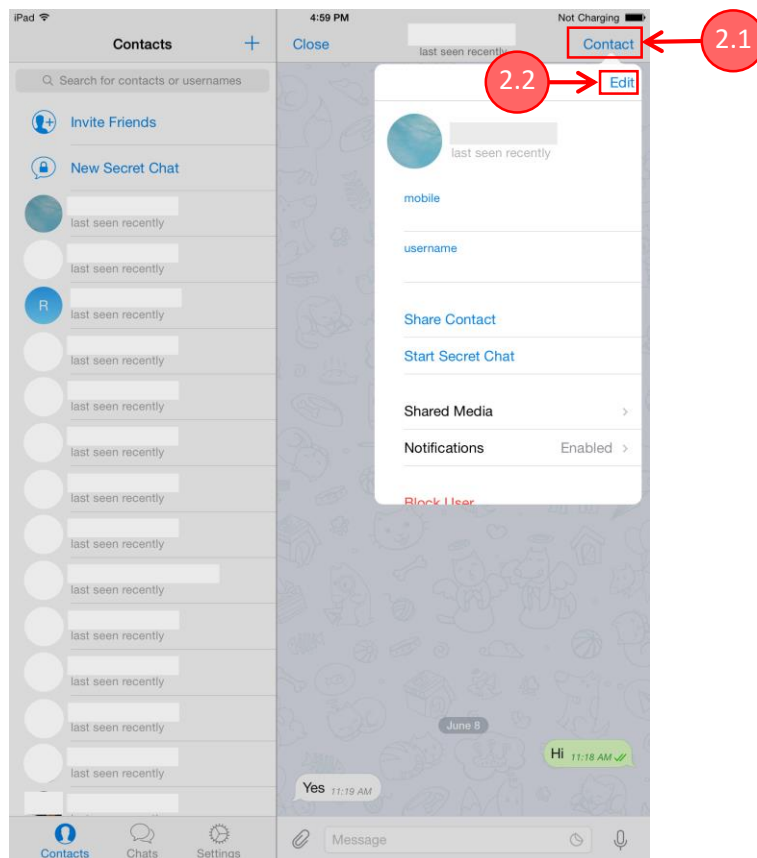 iPad
4:59 PM
Not Charging
Contacts
+
Close
last seen recently
Contact
2.1
Search for contacts or usernames
2.2
Edit
Invite Friends
New Secret Chat
last seen recently
last seen recently
R
last seen recently
last seen recently
last seen recently
last seen recently
last seen recently
last seen recently
last seen recently
last seen recently
last seen recently
last seen recently
last seen recently
last seen recently
mobile
username
Share Contact
Start Secret Chat
Shared Media
Notifications
Enabled
Block User
June 8
Hi 11:18 AM
Yes 11:19 AM
Contacts
Chats
Settings
Message